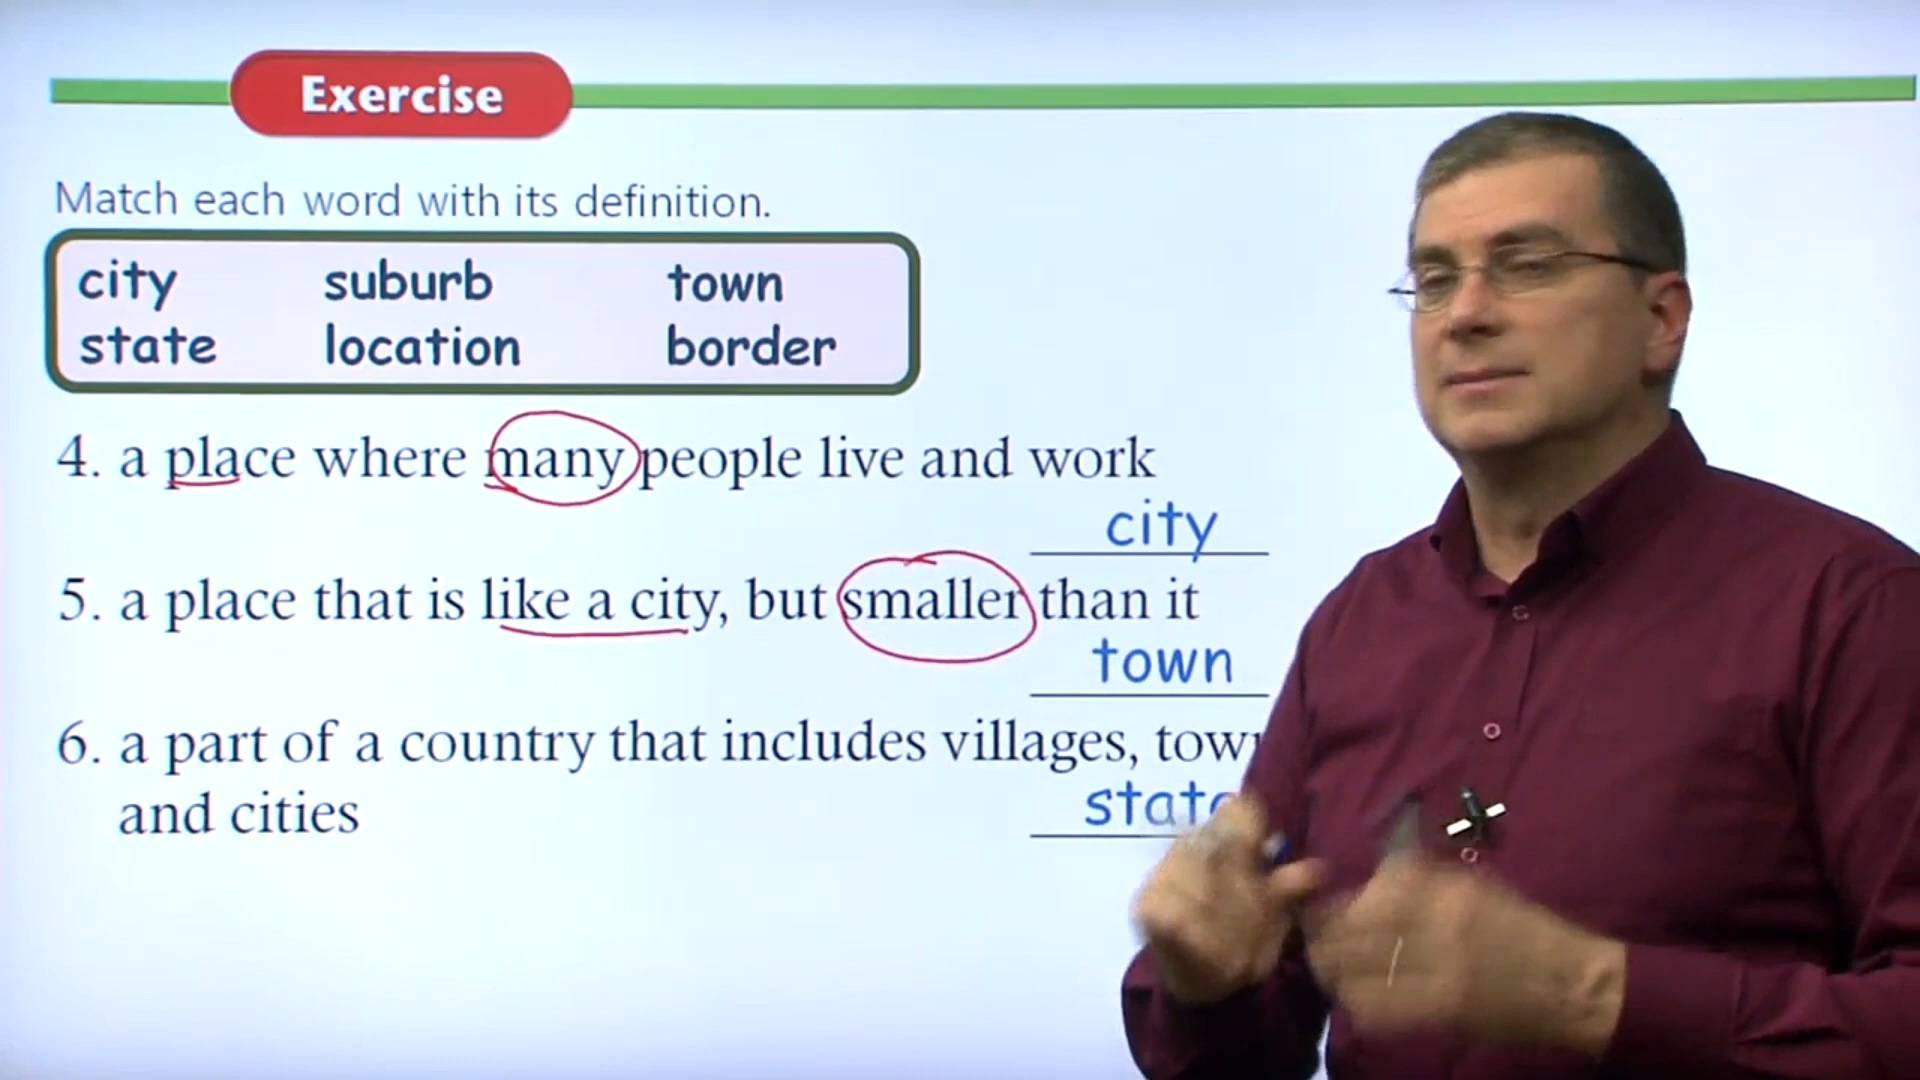 Exercise
Match each word with its definition.
city suburb town
state location border
4. a place where many people live and work
city
5. a place that is like a city, but smaller than it
town
6. a part of a country that includes villages,
and cities